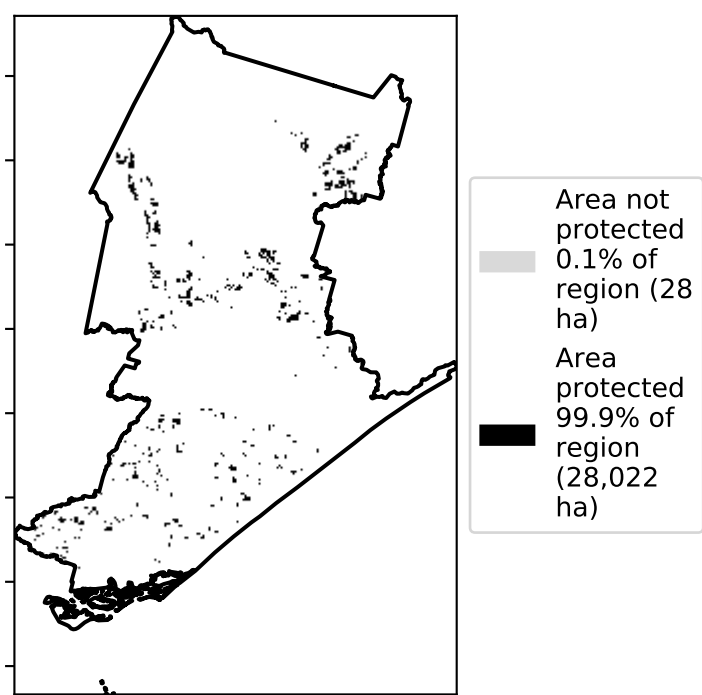 Area not
protected
0.1% of
region (28
ha)
Area
protected
99.9% of
region
(28,022
ha)